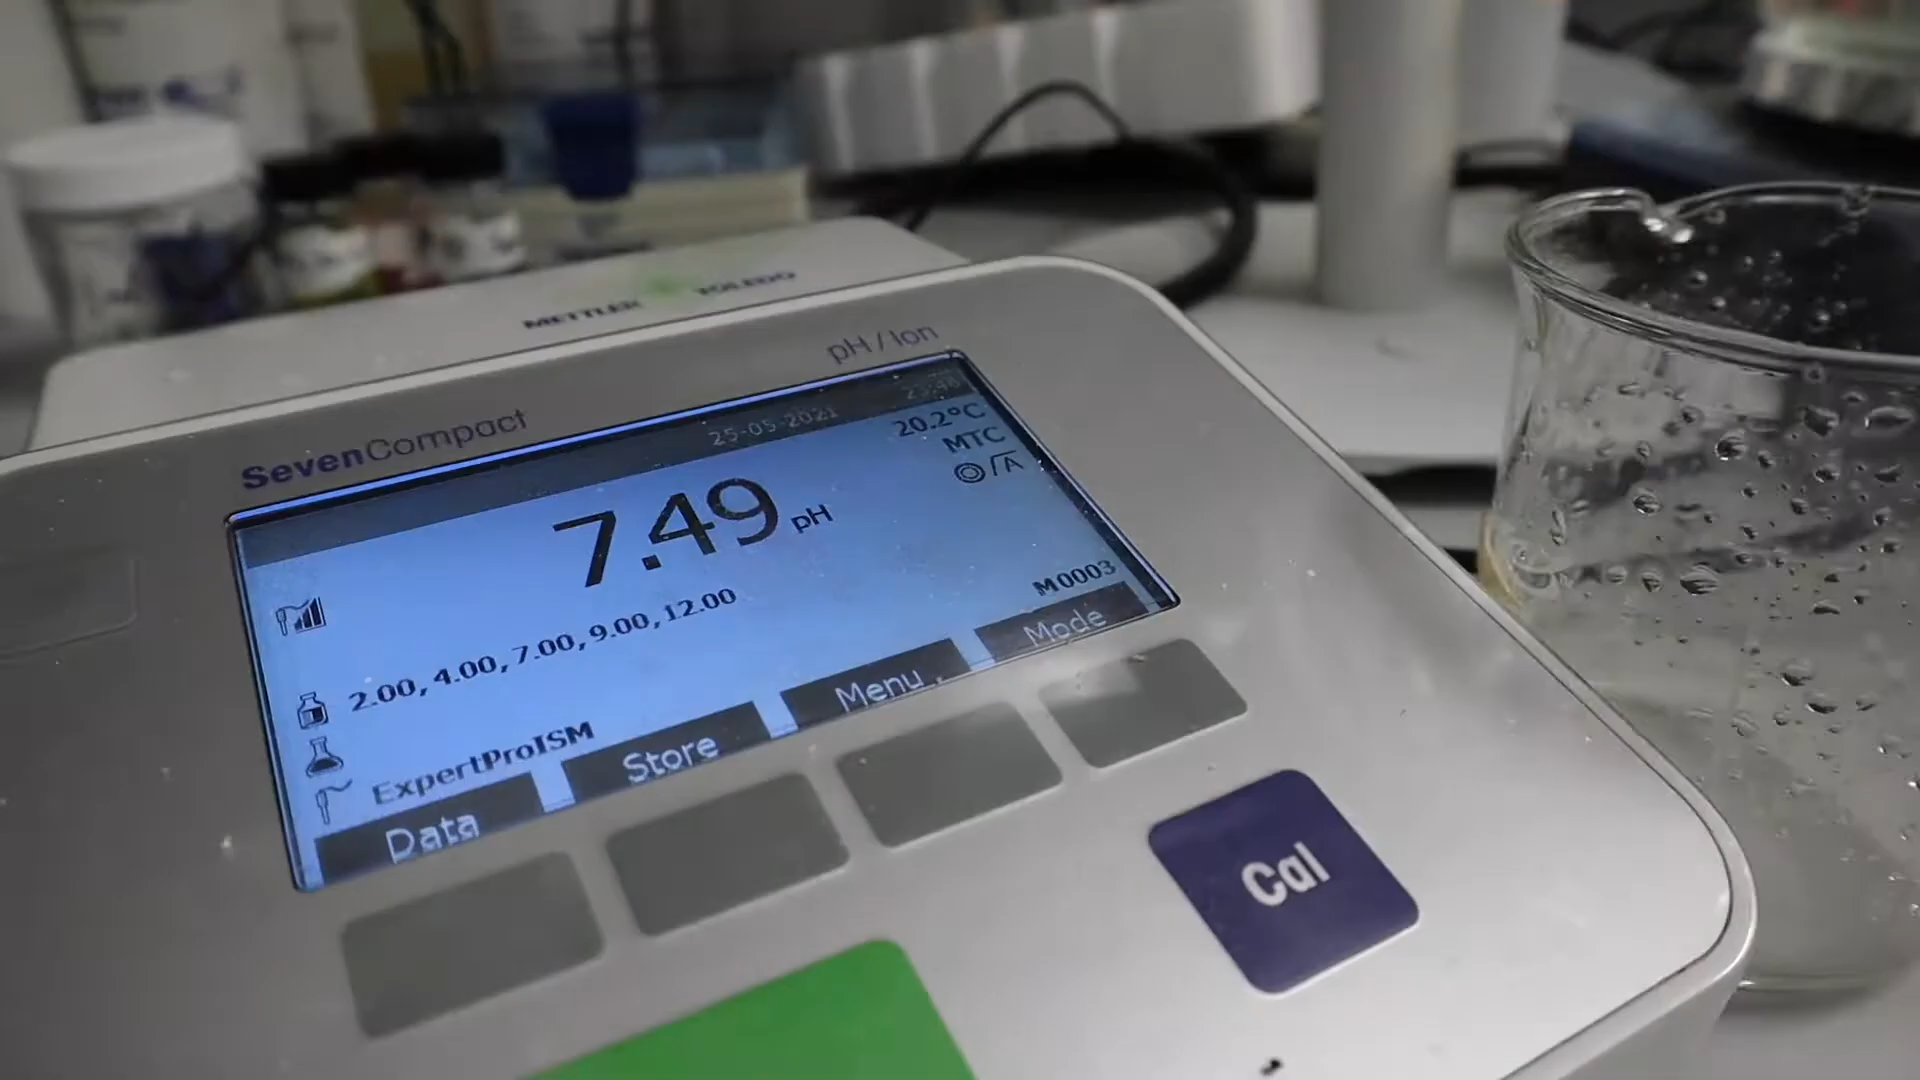 METTLER TOLEDO
pH/Ion
SevenCompact
25-05-2021
20.2°C
MTC
7.49 pH
M0003
2.00, 4.00, 7.00, 9.00, 12.00
ExpertProISM
Data Store Menu Mode
Cal